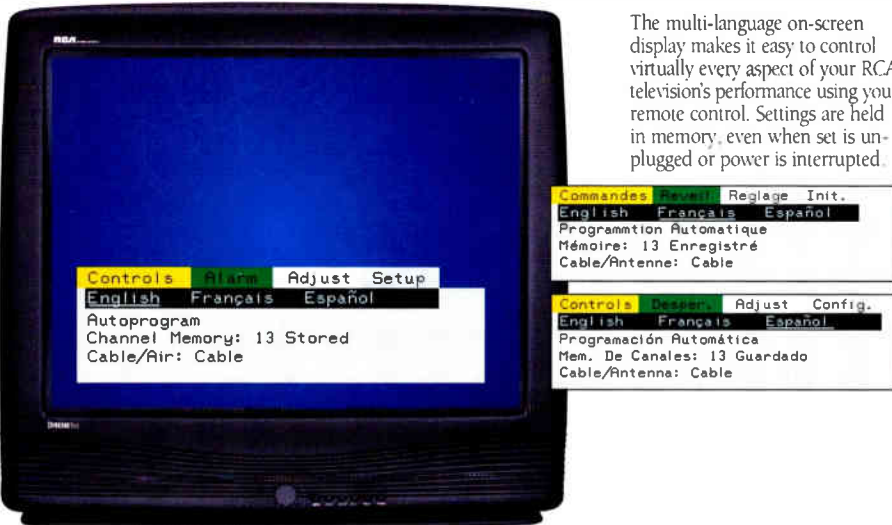 The multi-language on-screen
display makes it easy to control
virtually every aspect of your RCA
television's performance using you
remote control. Settings are held
in memory, even when set is un-
plugged or power is interrupted.
RCA
Controls Alarm Adjust Setup
English Français Español
Autoprogram
Channel Memory: 13 Stored
Cable/Air: Cable
Commandes Reveil Reglage Init.
English Français Español
Programmtion Automatique
Mémoire: 13 Enregistré
Cable/Antenne: Cable
Controls Desper. Adjust Config.
English Français Español
Programación Automática
Mem. De Canales: 13 Guardado
Cable/Antenna: Cable